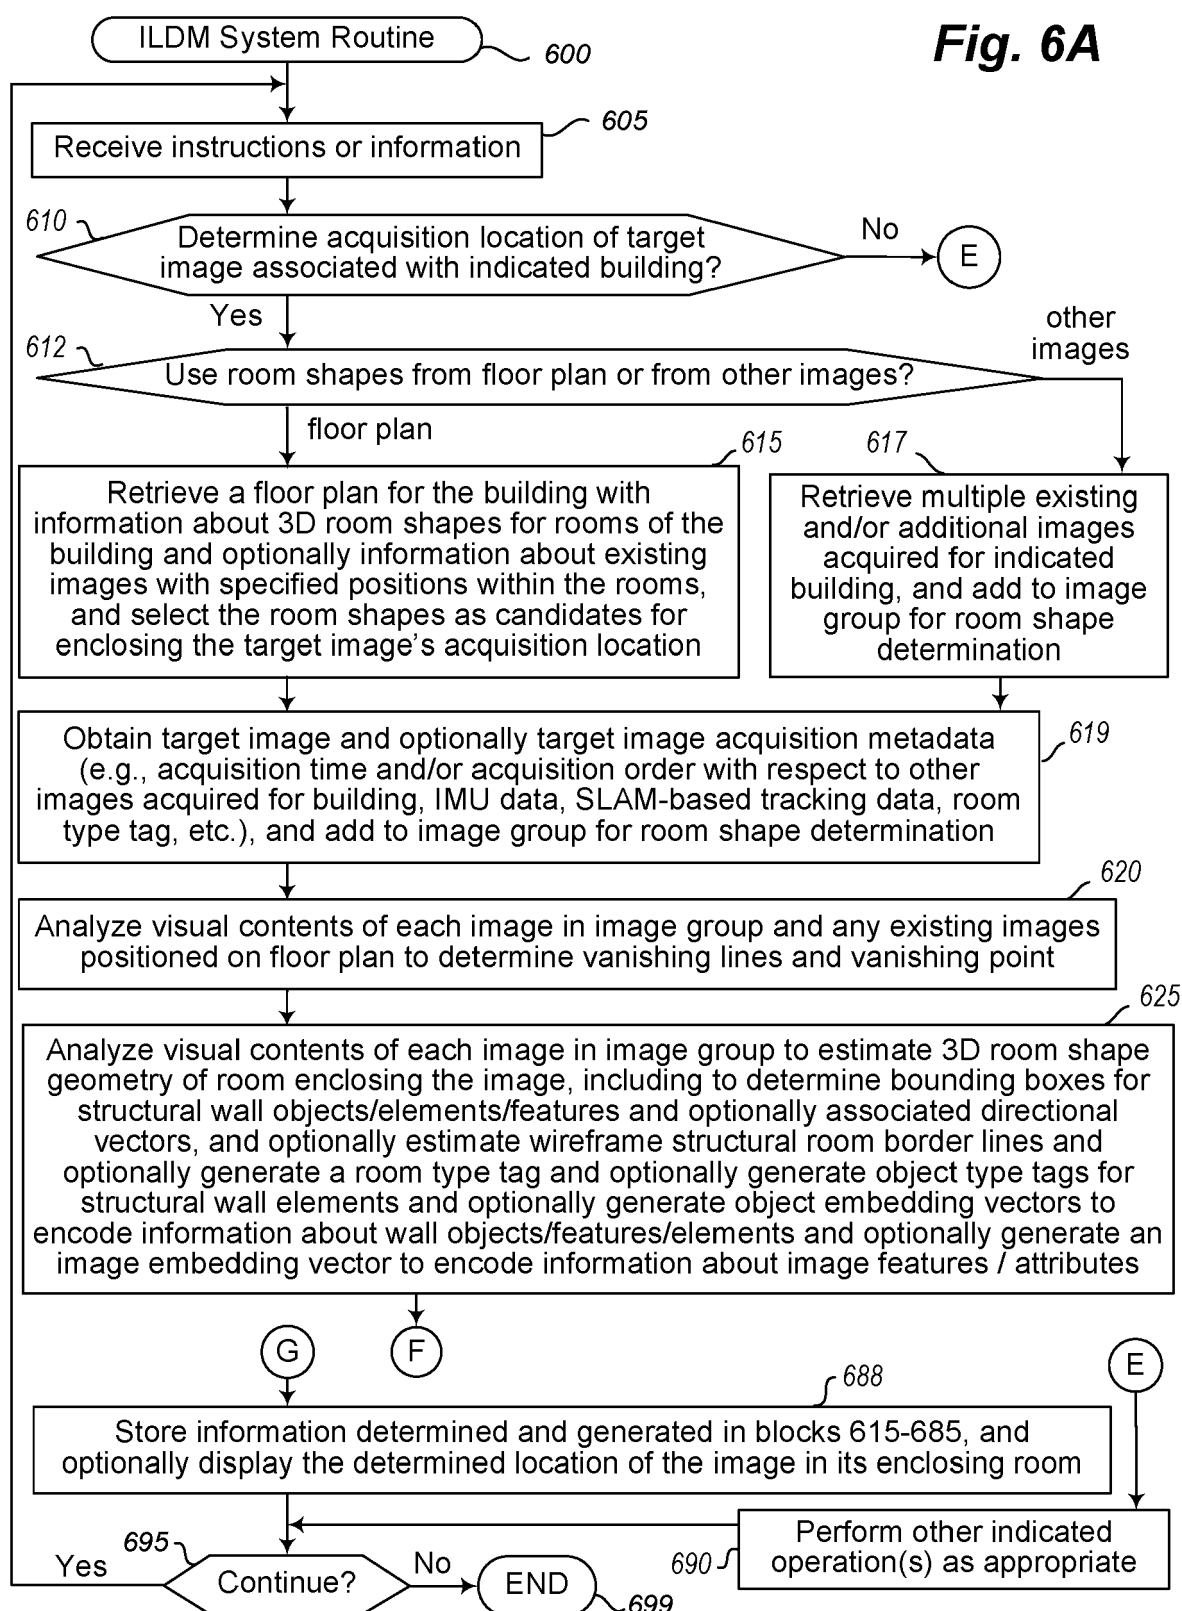 ILDM System Routine
600
Fig. 6A
605
Receive instructions or information
610
Determine acquisition location of target
image associated with indicated building?
No
E
Yes
612
Use room shapes from floor plan or from other images?
other
images
floor plan
615
Retrieve a floor plan for the building with
information about 3D room shapes for rooms of the
building and optionally information about existing
images with specified positions within the rooms,
and select the room shapes as candidates for
enclosing the target image’s acquisition location
617
Retrieve multiple existing
and/or additional images
acquired for indicated
building, and add to image
group for room shape
determination
619
Obtain target image and optionally target image acquisition metadata
(e.g., acquisition time and/or acquisition order with respect to other
images acquired for building, IMU data, SLAM-based tracking data, room
type tag, etc.), and add to image group for room shape determination
620
Analyze visual contents of each image in image group and any existing images
positioned on floor plan to determine vanishing lines and vanishing point
625
Analyze visual contents of each image in image group to estimate 3D room shape
geometry of room enclosing the image, including to determine bounding boxes for
structural wall objects/elements/features and optionally associated directional
vectors, and optionally estimate wireframe structural room border lines and
optionally generate a room type tag and optionally generate object type tags for
structural wall elements and optionally generate object embedding vectors to
encode information about wall objects/features/elements and optionally generate an
image embedding vector to encode information about image features / attributes
G
F
E
688
Store information determined and generated in blocks 615-685, and
optionally display the determined location of the image in its enclosing room
690
Perform other indicated
operation(s) as appropriate
695
Yes
Continue?
No
END
699